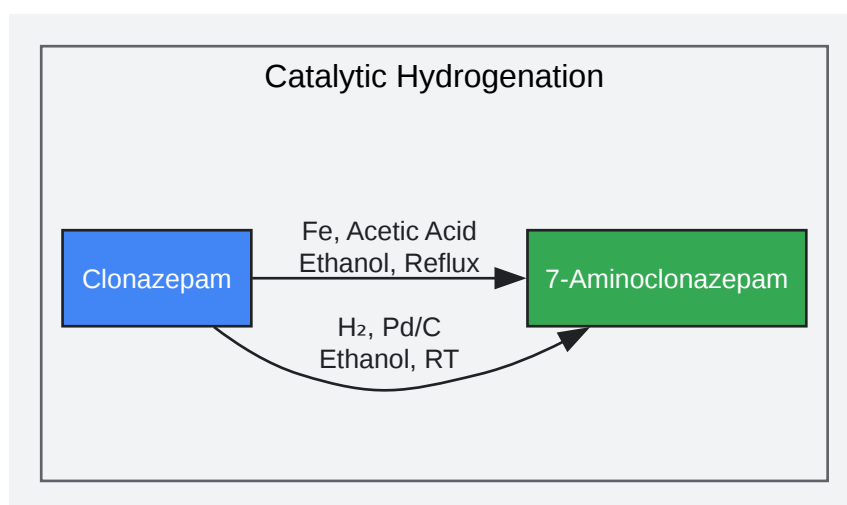 Catalytic Hydrogenation
Fe, Acetic Acid
Ethanol, Reflux
Clonazepam
7-Aminoclonazepam
H₂, Pd/C
Ethanol, RT